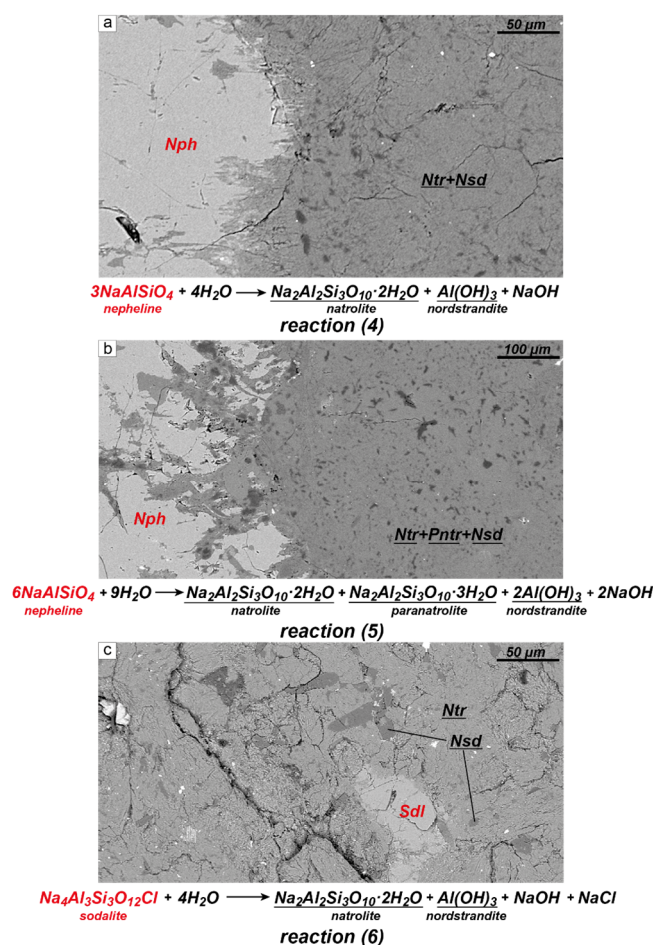 a
50 µm
Nph
Ntr+Nsd
3NaAlSiO₄ + 4H₂O → Na₂Al₂Si₃O₁₀·2H₂O + Al(OH)₃ + NaOH
nepheline natrolite nordstrandite
reaction (4)
b
100 µm
Nph
Ntr+Pntr+Nsd
6NaAlSiO₄ + 9H₂O → Na₂Al₂Si₃O₁₀·2H₂O + Na₂Al₂Si₃O₁₀·3H₂O + 2Al(OH)₃ + 2NaOH
nepheline natrolite paranatrolite nordstrandite
reaction (5)
c
50 µm
Ntr
Nsd
Sdl
Na₄Al₃Si₃O₁₂Cl + 4H₂O → Na₂Al₂Si₃O₁₀·2H₂O + Al(OH)₃ + NaOH + NaCl
sodalite natrolite nordstrandite
reaction (6)